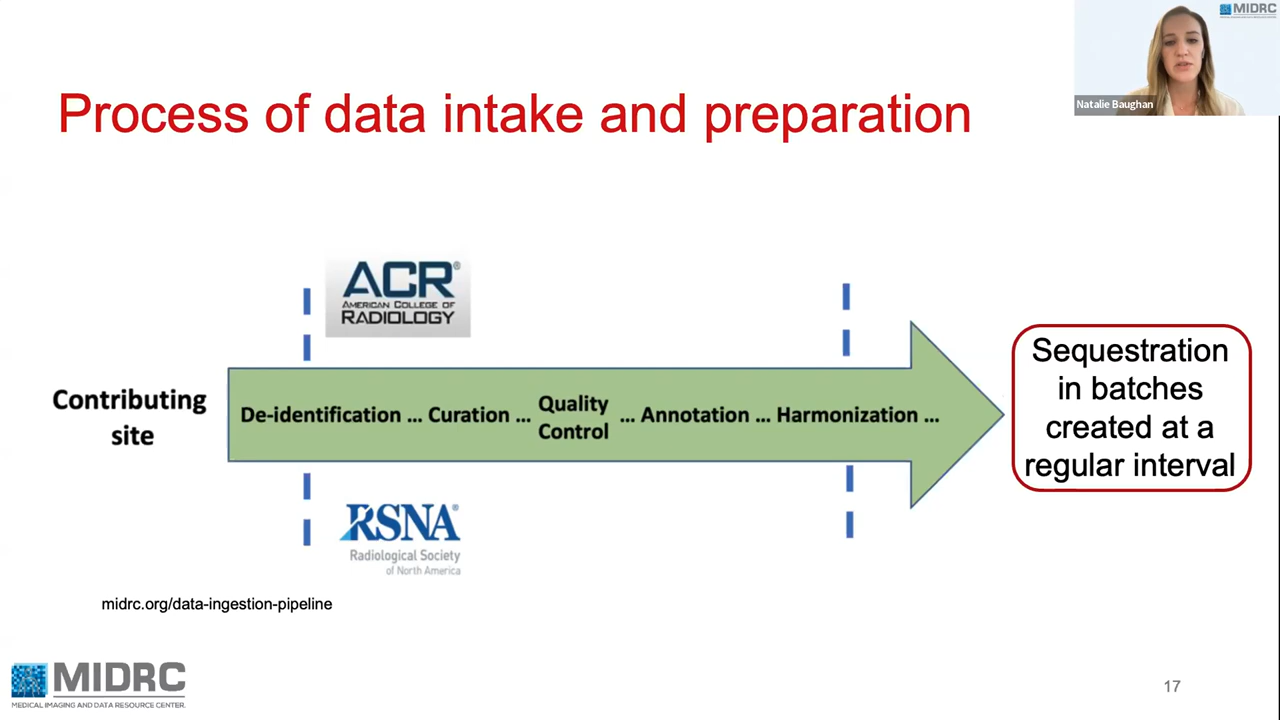 MIDRC
Natalie Baughan
Process of data intake and preparation
ACR®
AMERICAN COLLEGE OF
RADIOLOGY
Contributing
site
De-identification ... Curation ... Quality Control ... Annotation ... Harmonization ...
Sequestration
in batches
created at a
regular interval
RSNA®
Radiological Society
of North America
midrc.org/data-ingestion-pipeline
MIDRC
MEDICAL IMAGING AND DATA RESOURCE CENTER.
17